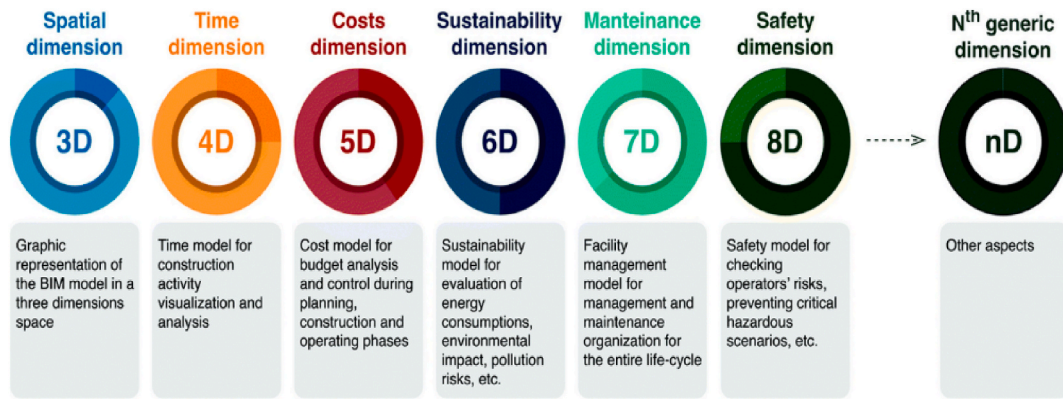 Spatial
dimension
3D
Graphic
representation of
the BIM model in a
three dimensions
space
Time
dimension
4D
Time model for
construction
activity
visualization and
analysis
Costs
dimension
5D
Cost model for
budget analysis
and control during
planning,
construction and
operating phases
Sustainability
dimension
6D
Sustainability
model for
evaluation of
energy
consumptions,
environmental
impact, pollution
risks, etc.
Manteinance
dimension
7D
Facility
management
model for
management and
maintenance
organization for
the entire life-cycle
Safety
dimension
8D
Safety model for
checking
operators' risks,
preventing critical
hazardous
scenarios, etc.
Nth generic
dimension
nD
Other aspects